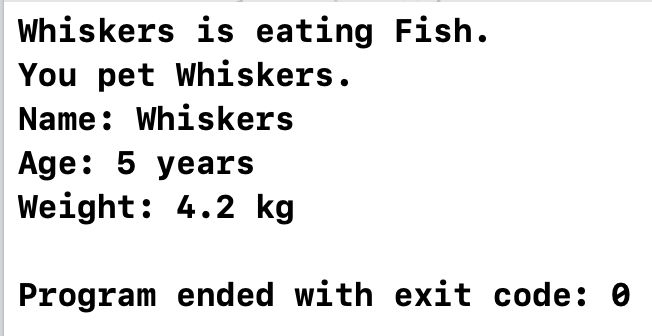 Whiskers is eating Fish.
You pet Whiskers.
Name: Whiskers
Age: 5 years
Weight: 4.2 kg
Program ended with exit code: 0